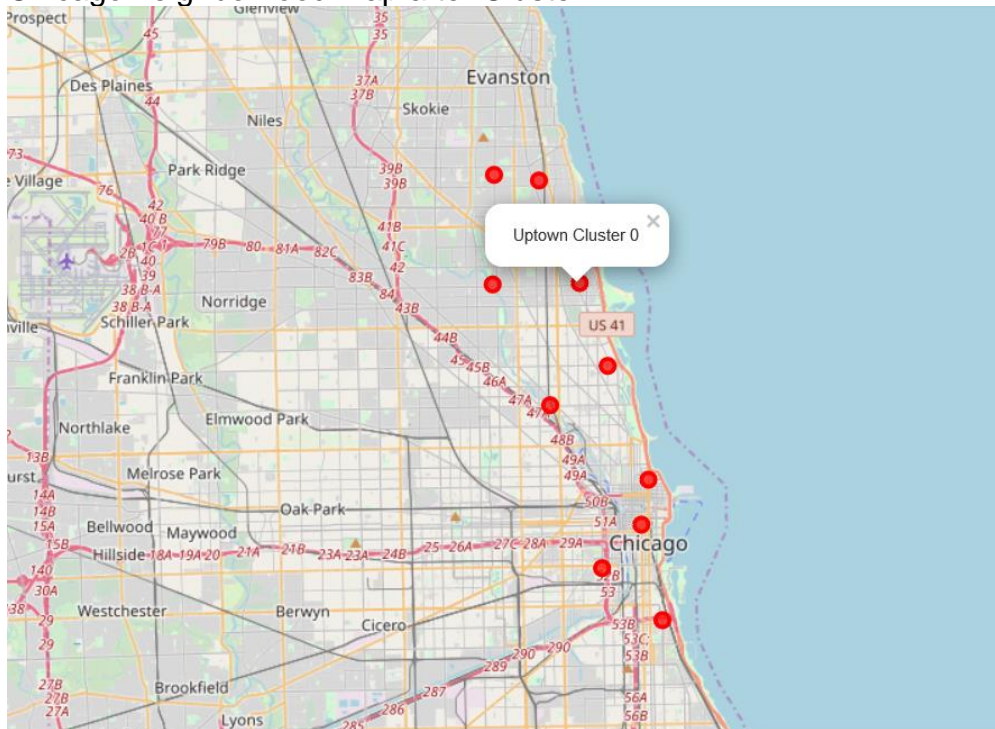 Prospect
Glenview
45
35
Evanston
37A
37B
Des Plaines
44
Skokie
Niles
73
Park Ridge
39B
39B
76
42
40 B
77
41B
79B 80 81A 82C
41C
2B 1C 1
40
39
38 B-A
38 B-A
42
83B
84
43B
Uptown Cluster 0 ×
Norridge
Schiller Park
US 41
44B
45
45B
46A
Franklin Park
47A
Elmwood Park
48B
Northlake
49A
49A
13B
Melrose Park
14A
14B
15A
50B
Oak Park
51A
Bellwood
Maywood
15B
Chicago
Hillside 18A 19A 20 21A 21B 23A 23A 24B 25 26A 27C 28A 29A
140
30A
52B
53
Westchester
Berwyn
Cicero
29
29
53B
53C:
53B
290
290
289
287
286
285
Brookfield
27B
27B
27A
Lyons
56A
56B